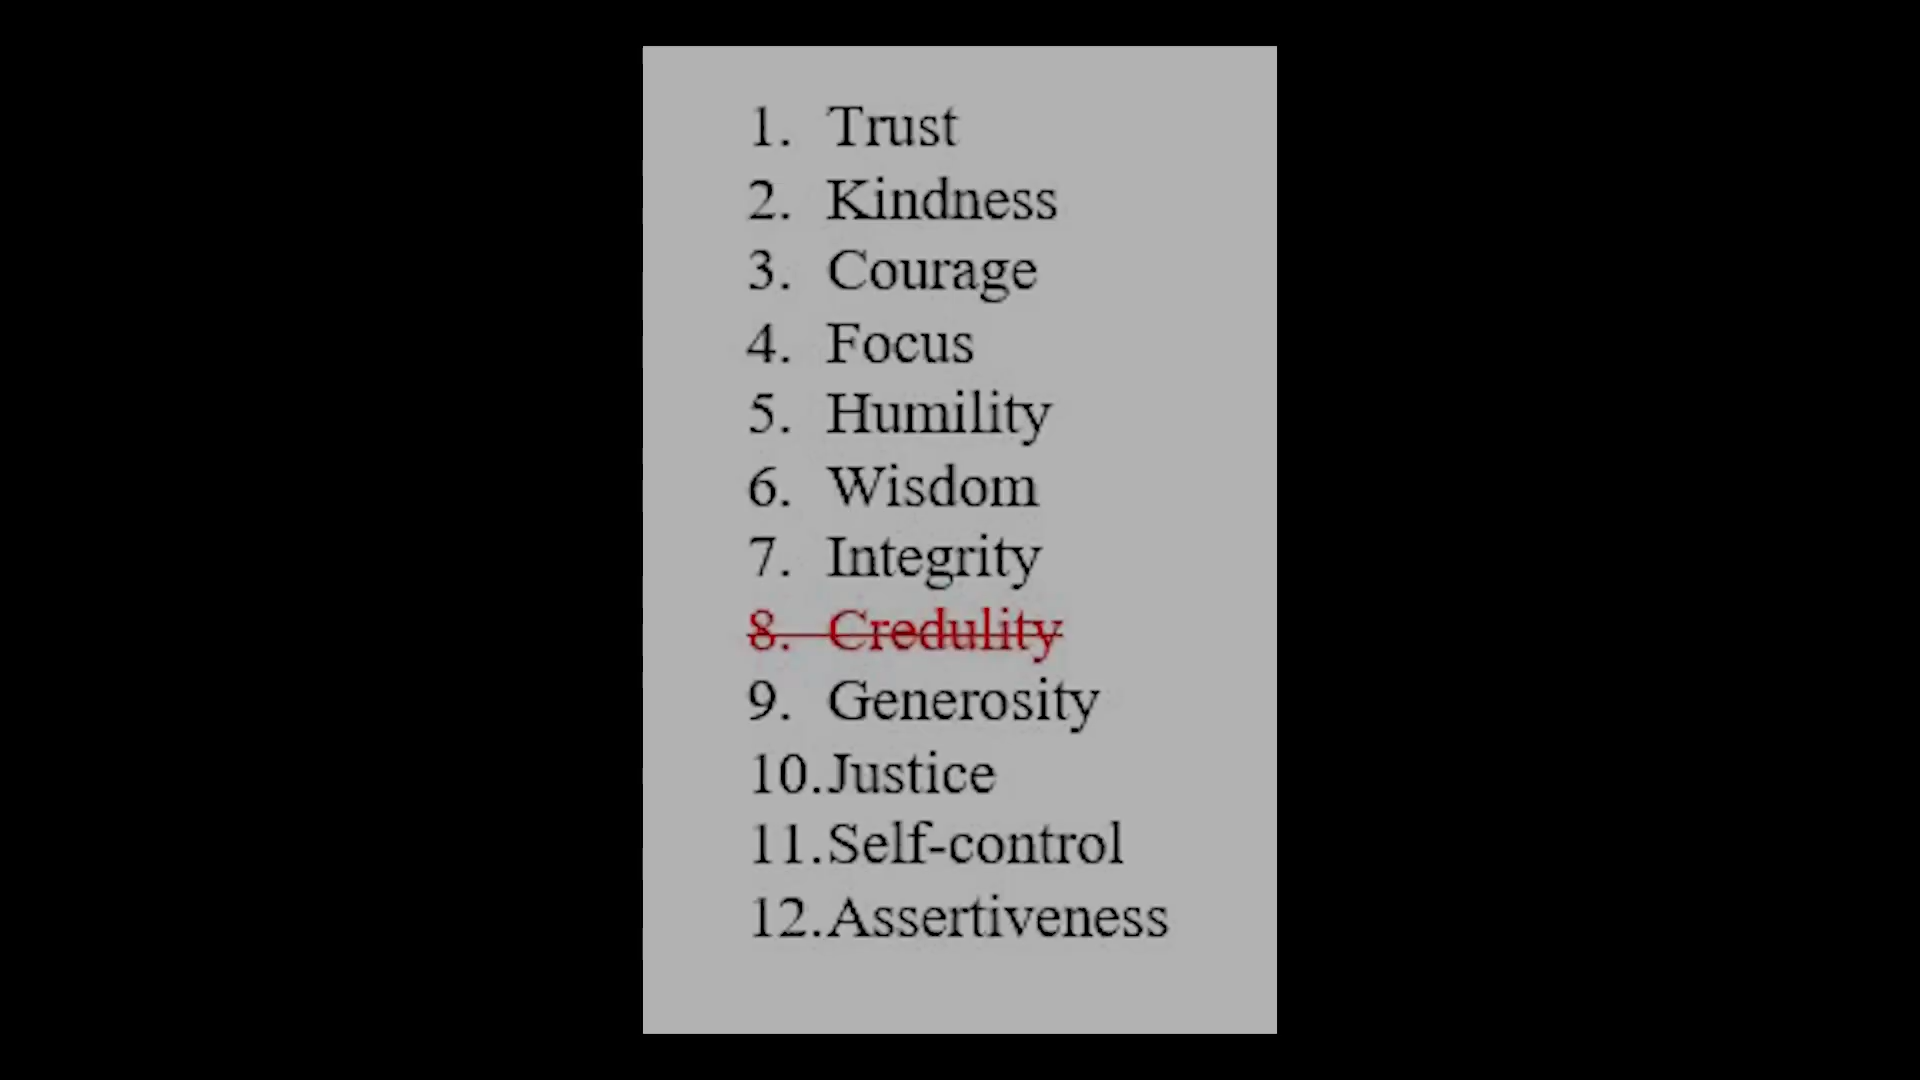 1. Trust
2. Kindness
3. Courage
4. Focus
5. Humility
6. Wisdom
7. Integrity
8. Credulity
9. Generosity
10. Justice
11. Self-control
12. Assertiveness